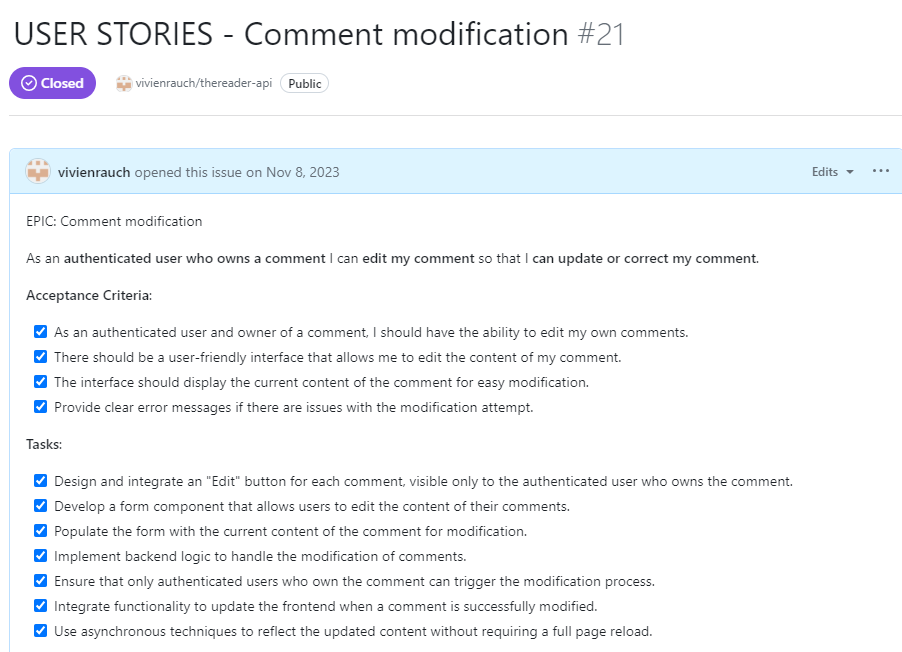 USER STORIES - Comment modification #21
Closed vivienrauch/thereader-api Public
vivienrauch opened this issue on Nov 8, 2023 Edits
EPIC: Comment modification
As an authenticated user who owns a comment I can edit my comment so that I can update or correct my comment.
Acceptance Criteria:
As an authenticated user and owner of a comment, I should have the ability to edit my own comments.
There should be a user-friendly interface that allows me to edit the content of my comment.
The interface should display the current content of the comment for easy modification.
Provide clear error messages if there are issues with the modification attempt.
Tasks:
Design and integrate an "Edit" button for each comment, visible only to the authenticated user who owns the comment.
Develop a form component that allows users to edit the content of their comments.
Populate the form with the current content of the comment for modification.
Implement backend logic to handle the modification of comments.
Ensure that only authenticated users who own the comment can trigger the modification process.
Integrate functionality to update the frontend when a comment is successfully modified.
Use asynchronous techniques to reflect the updated content without requiring a full page reload.